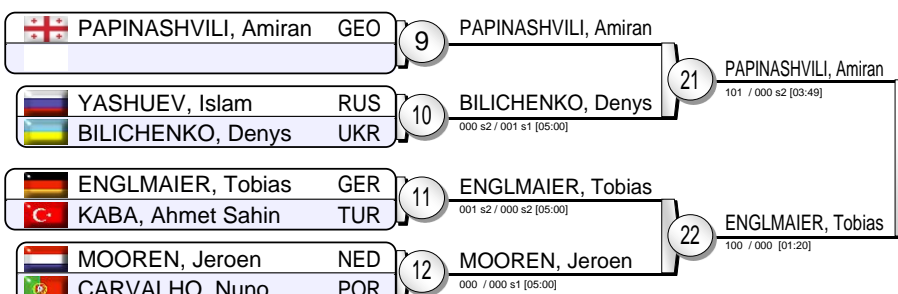 PAPINASHVILI, Amiran GEO
9
PAPINASHVILI, Amiran
21
PAPINASHVILI, Amiran
101 / 000 s2 [03:49]
YASHUEV, Islam RUS
BILICHENKO, Denys UKR
10
BILICHENKO, Denys
000 s2 / 001 s1 [05:00]
ENGLMAIER, Tobias GER
KABA, Ahmet Sahin TUR
11
ENGLMAIER, Tobias
001 s2 / 000 s2 [05:00]
22
ENGLMAIER, Tobias
100 / 000 [01:20]
MOOREN, Jeroen NED
CARVALHO, Nuno POR
12
MOOREN, Jeroen
000 / 000 s1 [05:00]